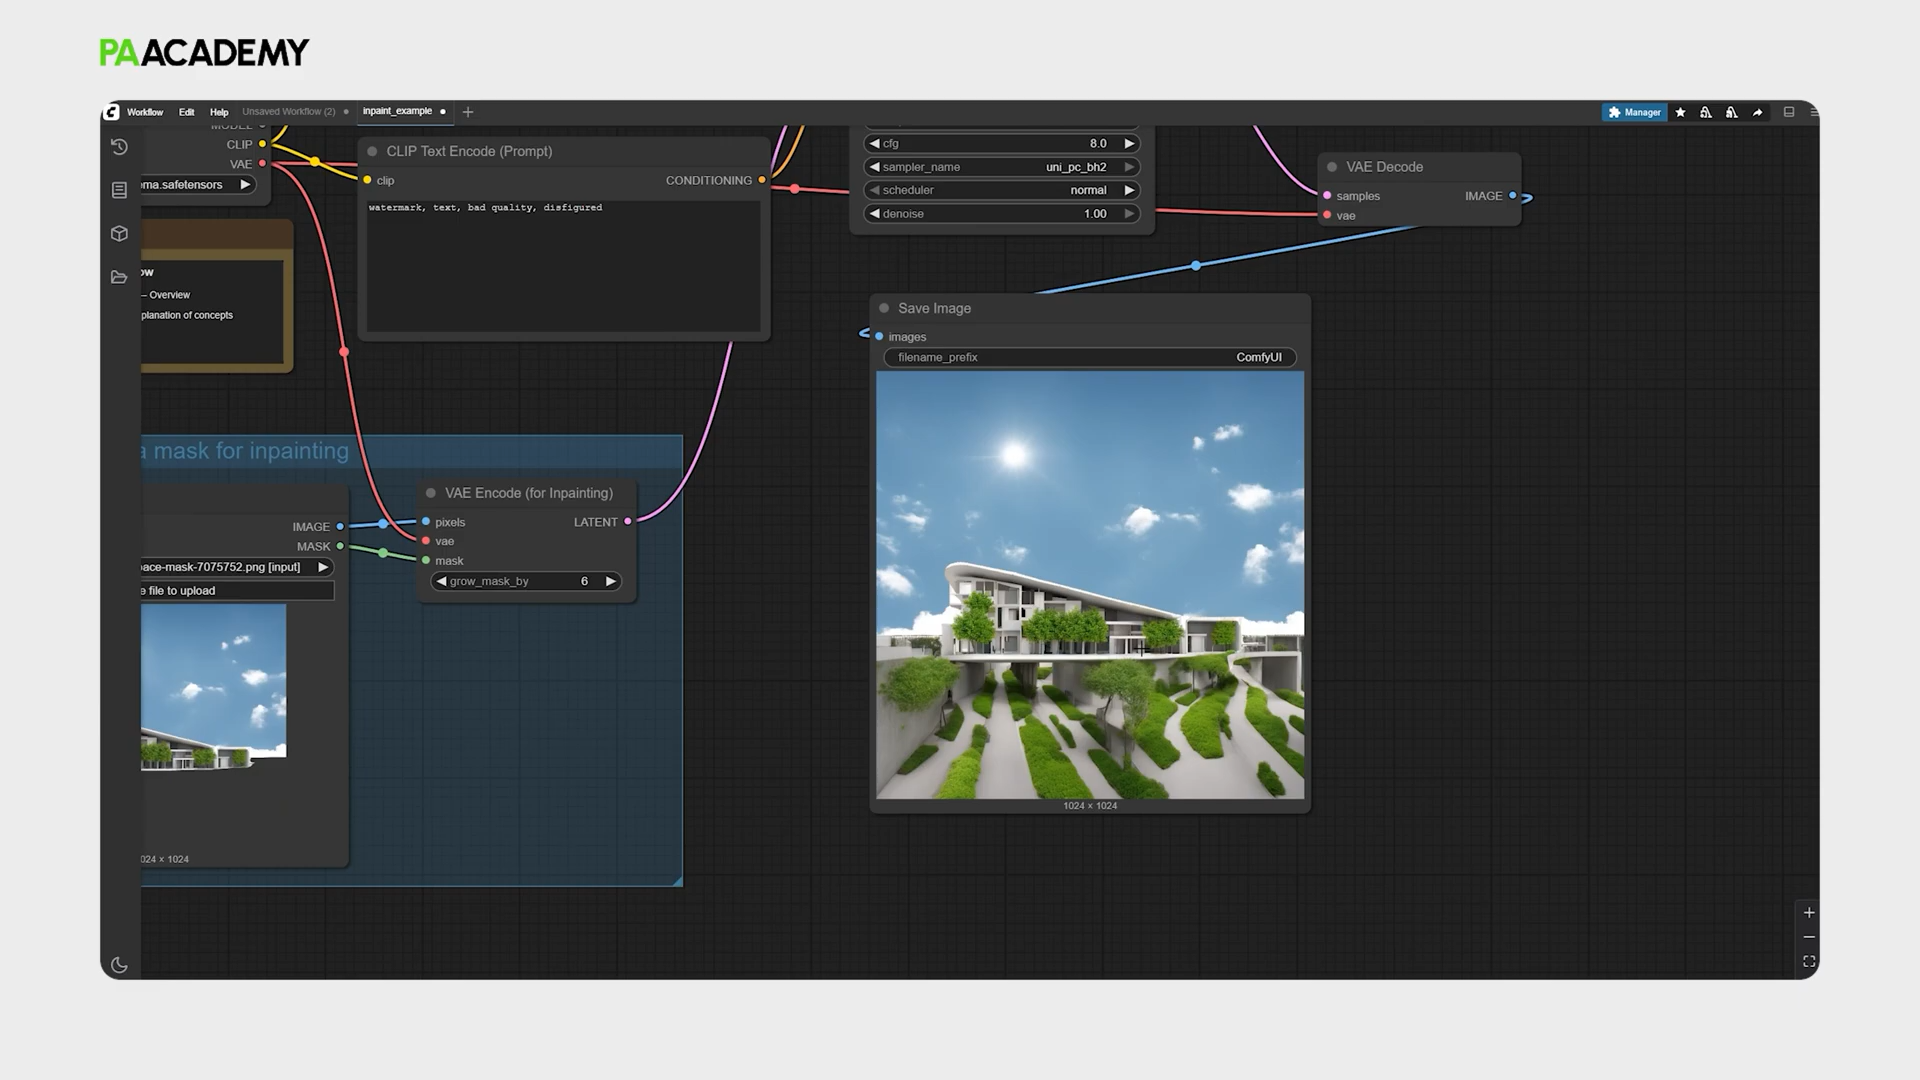 PAACADEMY
Workflow Edit Help Unsaved Workflow (2) inpaint_example
Manager
MODEL
CLIP
VAE
ma.safetensors
CLIP Text Encode (Prompt)
clip CONDITIONING
watermark, text, bad quality, disfigured
cfg 8.0
sampler_name uni_pc_bh2
scheduler normal
denoise 1.00
VAE Decode
samples IMAGE
vae
ow
– Overview
planation of concepts
Save Image
images
filename_prefix ComfyUI
1024 × 1024
a mask for inpainting
IMAGE
MASK
ace-mask-7075752.png [input]
e file to upload
024 × 1024
VAE Encode (for Inpainting)
pixels LATENT
vae
mask
grow_mask_by 6